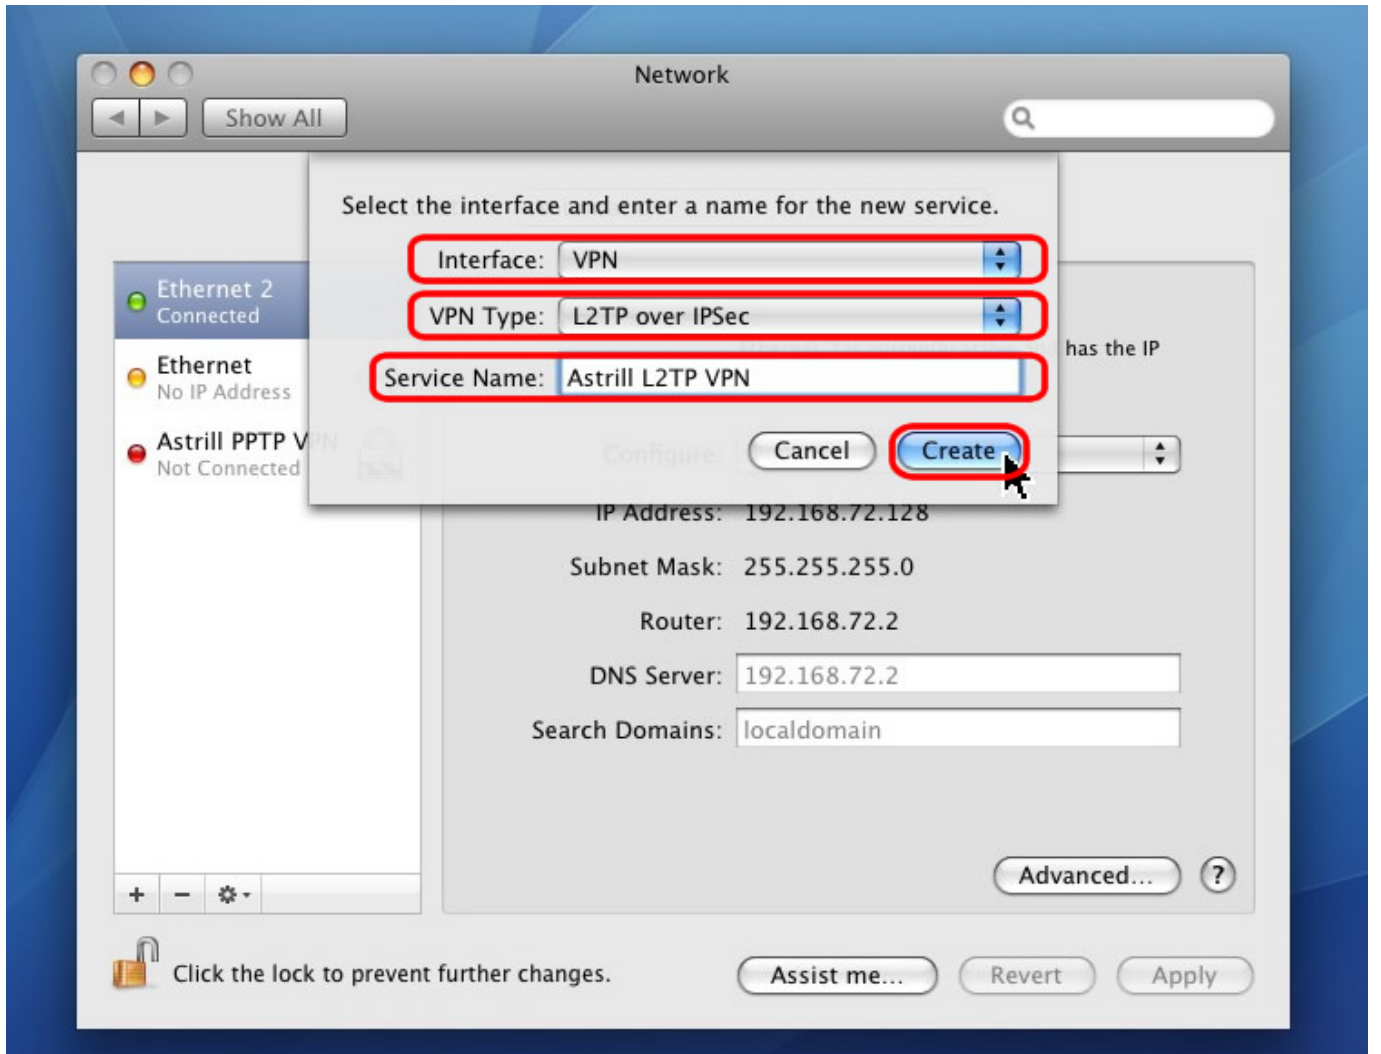 Network
Show All
Select the interface and enter a name for the new service.
Interface: VPN
VPN Type: L2TP over IPSec
Service Name: Astrill L2TP VPN
Cancel Create
Ethernet 2
Connected
Ethernet
No IP Address
Astrill PPTP VPN
Not Connected
has the IP
Configure:
IP Address: 192.168.72.128
Subnet Mask: 255.255.255.0
Router: 192.168.72.2
DNS Server: 192.168.72.2
Search Domains: localdomain
Advanced... ?
Click the lock to prevent further changes.
Assist me... Revert Apply